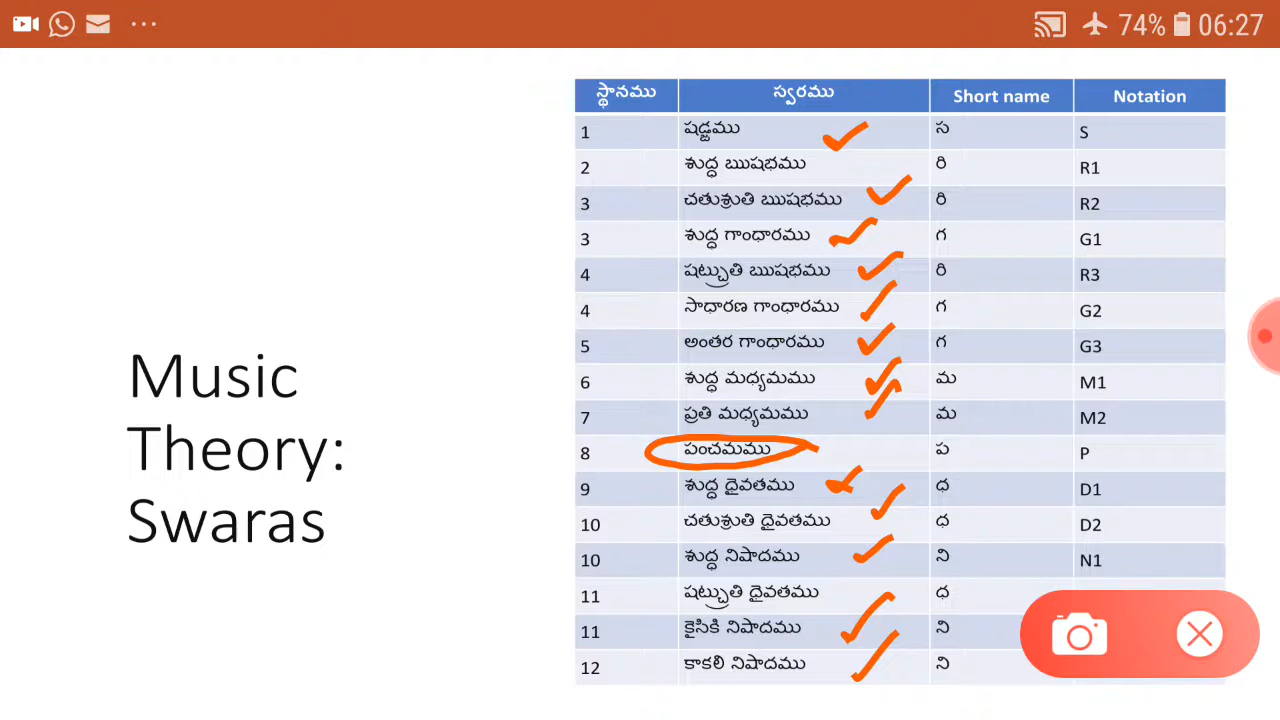 74% 06:27
Music
Theory:
Swaras
స్థానము స్వరము Short name Notation
1 షడ్జము స S
2 శుద్ధ ఋషభము రి R1
3 చతుశ్రుతి ఋషభము రి R2
3 శుద్ధ గాంధారము గ G1
4 షట్చ్రుతి ఋషభము రి R3
4 సాధారణ గాంధారము గ G2
5 అంతర గాంధారము గ G3
6 శుద్ధ మధ్యమము మ M1
7 ప్రతి మధ్యమము మ M2
8 పంచమము ప P
9 శుద్ధ దైవతము ధ D1
10 చతుశ్రుతి దైవతము ధ D2
10 శుద్ధ నిషాదము ని N1
11 షట్చ్రుతి దైవతము ధ
11 కైసికి నిషాదము ని
12 కాకలి నిషాదము ని